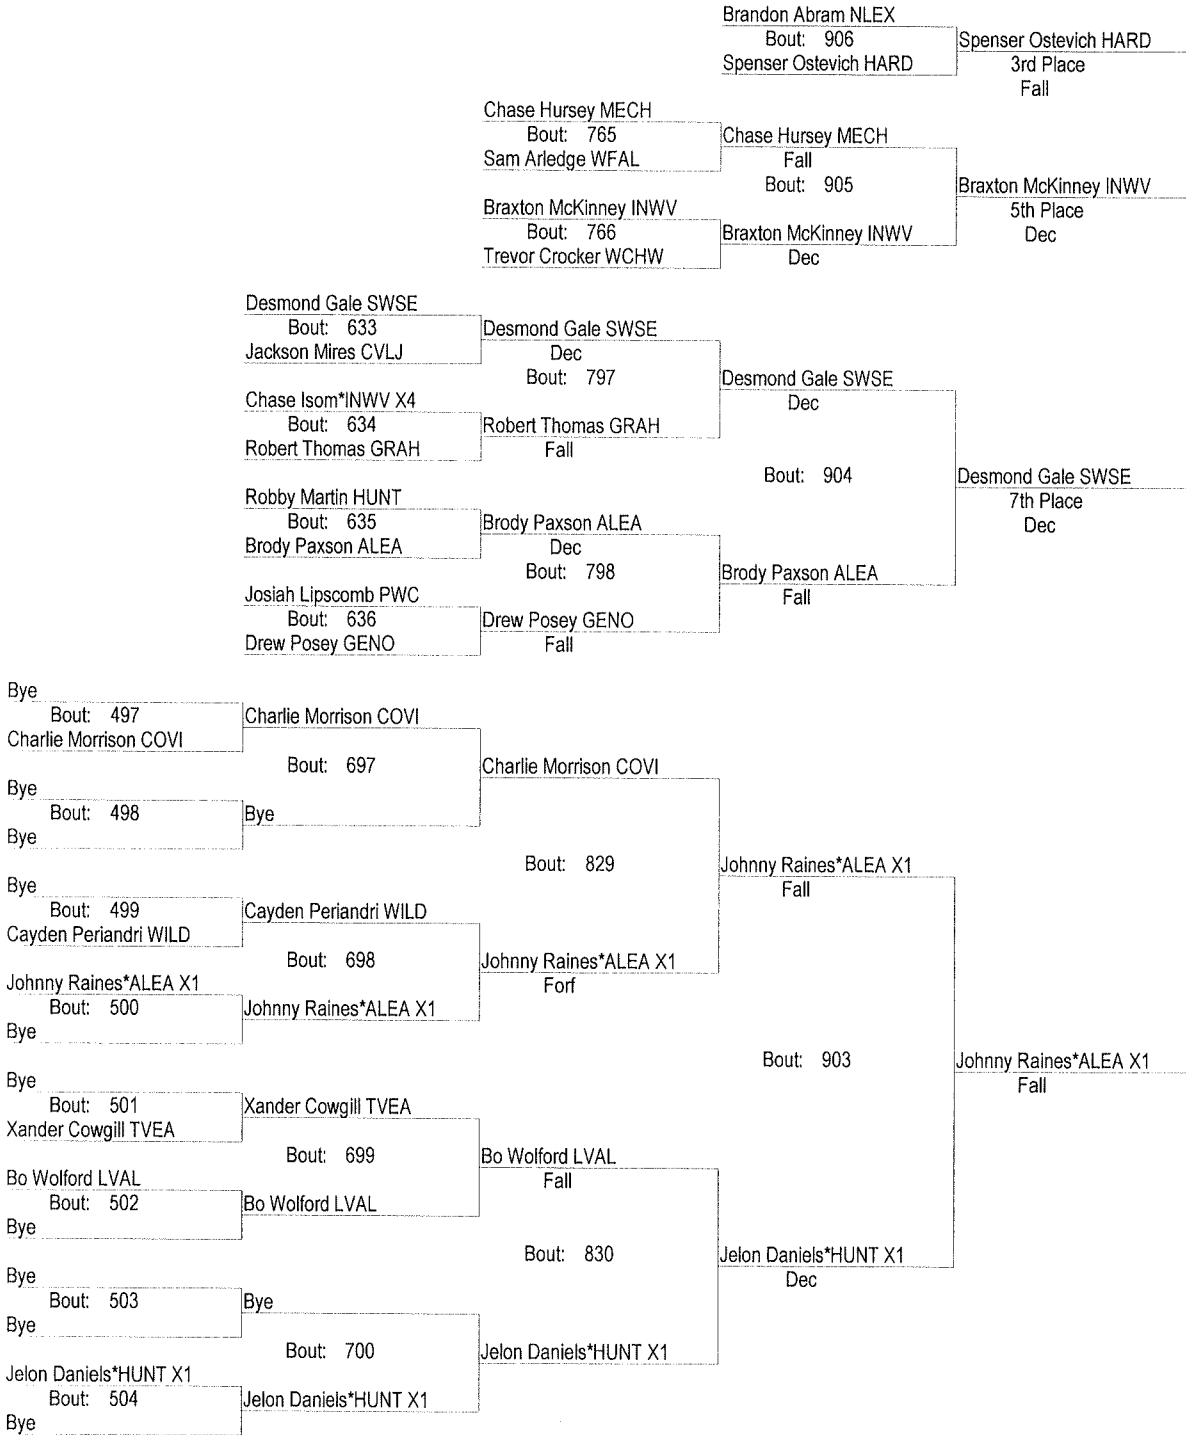 Brandon Abram NLEX
Bout: 906
Spenser Ostevich HARD
Spenser Ostevich HARD
3rd Place
Fall
Chase Hursey MECH
Bout: 765
Sam Arledge WFAL
Chase Hursey MECH
Fall
Bout: 905
Braxton McKinney INWV
5th Place
Dec
Braxton McKinney INWV
Bout: 766
Trevor Crocker WCHW
Braxton McKinney INWV
Dec
Desmond Gale SWSE
Bout: 633
Jackson Mires CVLJ
Desmond Gale SWSE
Dec
Bout: 797
Desmond Gale SWSE
Dec
Chase Isom*INWV X4
Bout: 634
Robert Thomas GRAH
Robert Thomas GRAH
Fall
Bout: 904
Desmond Gale SWSE
7th Place
Dec
Robby Martin HUNT
Bout: 635
Brody Paxson ALEA
Brody Paxson ALEA
Dec
Bout: 798
Brody Paxson ALEA
Fall
Josiah Lipscomb PWC
Bout: 636
Drew Posey GENO
Drew Posey GENO
Fall
Bye
Bout: 497
Charlie Morrison COVI
Charlie Morrison COVI
Bout: 697
Charlie Morrison COVI
Bye
Bout: 498
Bye
Bye
Bout: 829
Johnny Raines*ALEA X1
Fall
Bye
Bout: 499
Cayden Periandri WILD
Cayden Periandri WILD
Bout: 698
Johnny Raines*ALEA X1
Forf
Johnny Raines*ALEA X1
Bout: 500
Bye
Johnny Raines*ALEA X1
Bout: 903
Johnny Raines*ALEA X1
Fall
Bye
Bout: 501
Xander Cowgill TVEA
Xander Cowgill TVEA
Bout: 699
Bo Wolford LVAL
Fall
Bo Wolford LVAL
Bout: 502
Bye
Bo Wolford LVAL
Bout: 830
Jelon Daniels*HUNT X1
Dec
Bye
Bout: 503
Bye
Bye
Bout: 700
Jelon Daniels*HUNT X1
Jelon Daniels*HUNT X1
Bout: 504
Bye
Jelon Daniels*HUNT X1